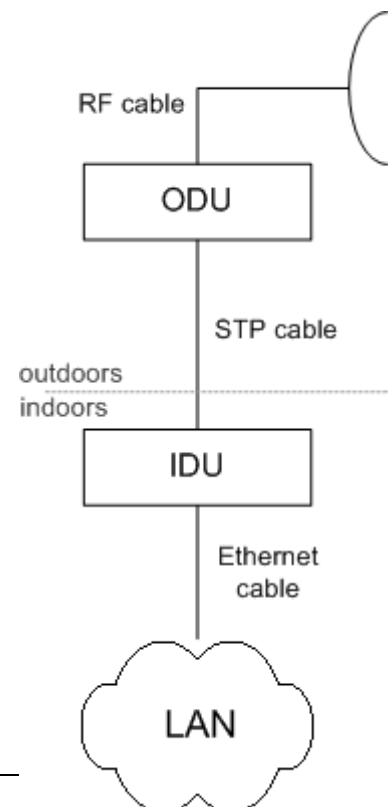 RF cable
ODU
STP cable
outdoors
indoors
IDU
Ethernet
cable
LAN